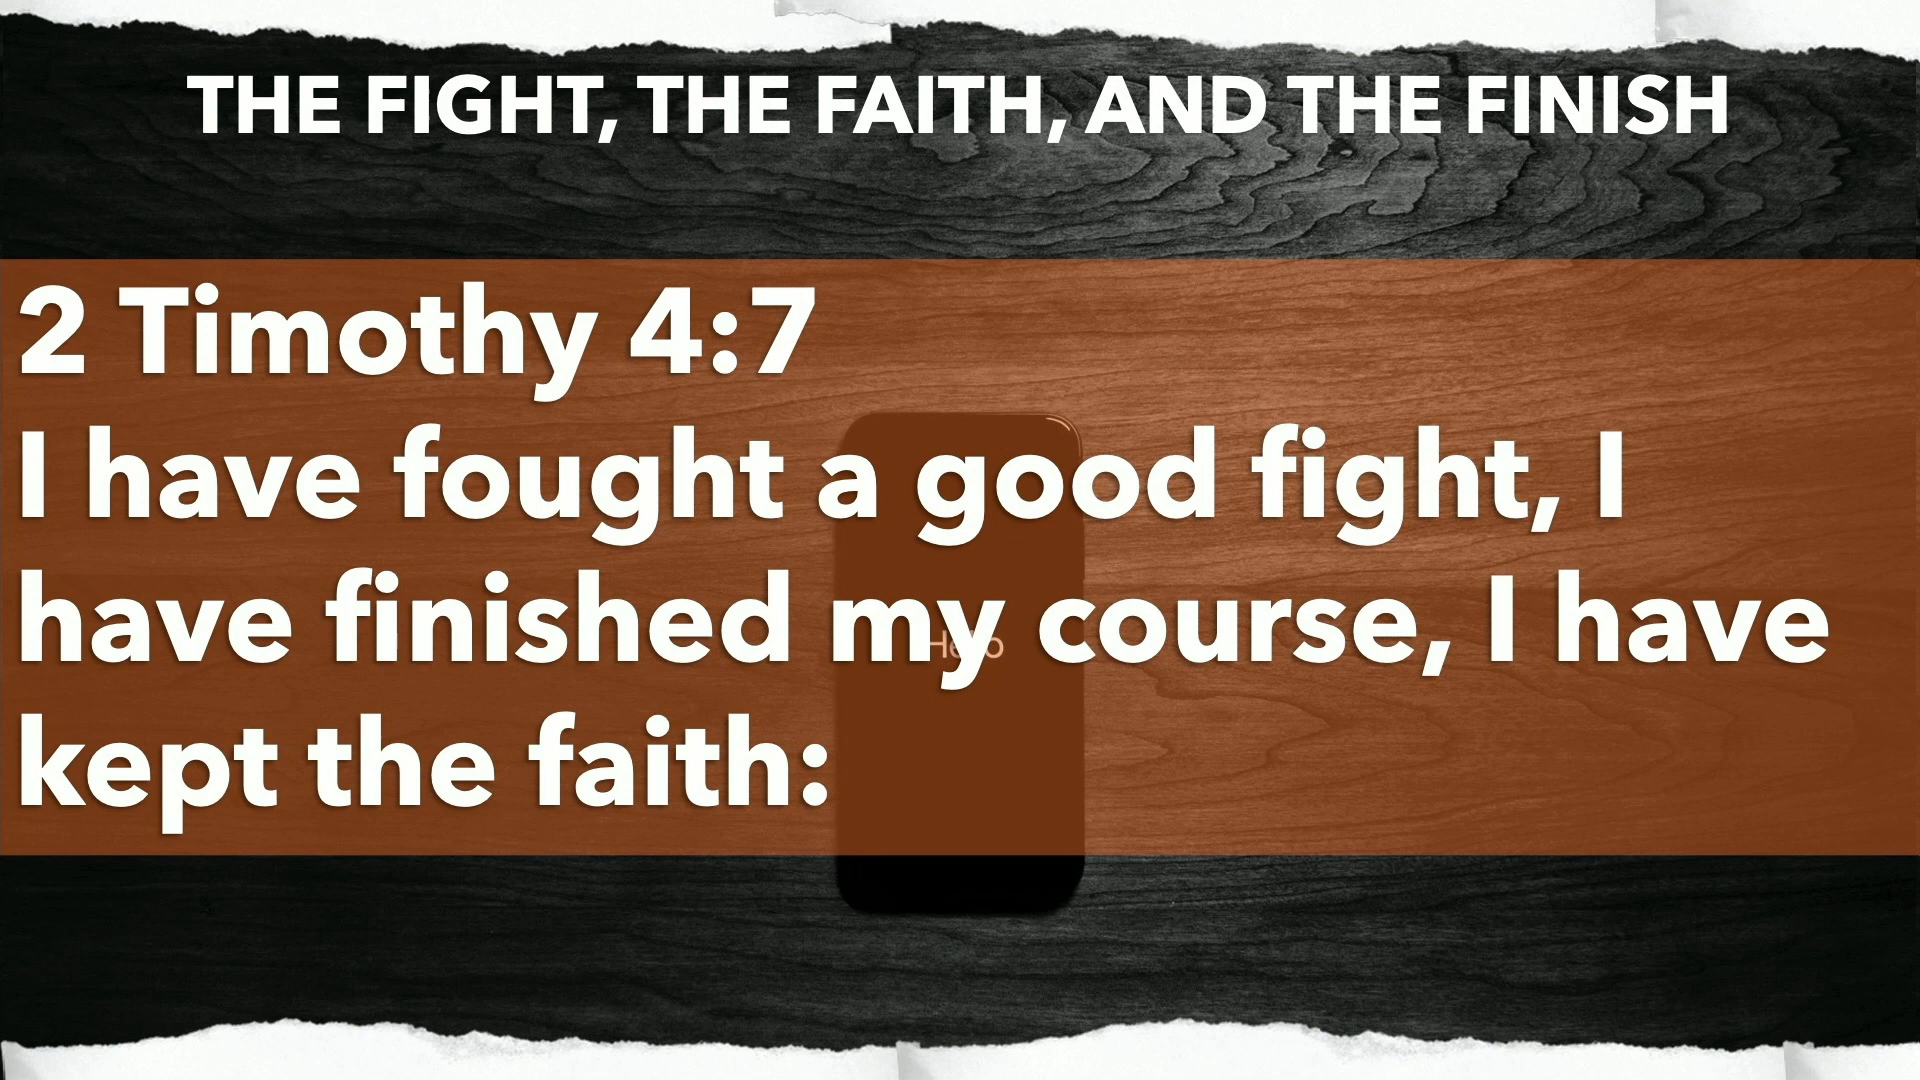 THE FIGHT, THE FAITH, AND THE FINISH
2 Timothy 4:7
I have fought a good fight, I
have finished my course, I have
kept the faith:
Hello